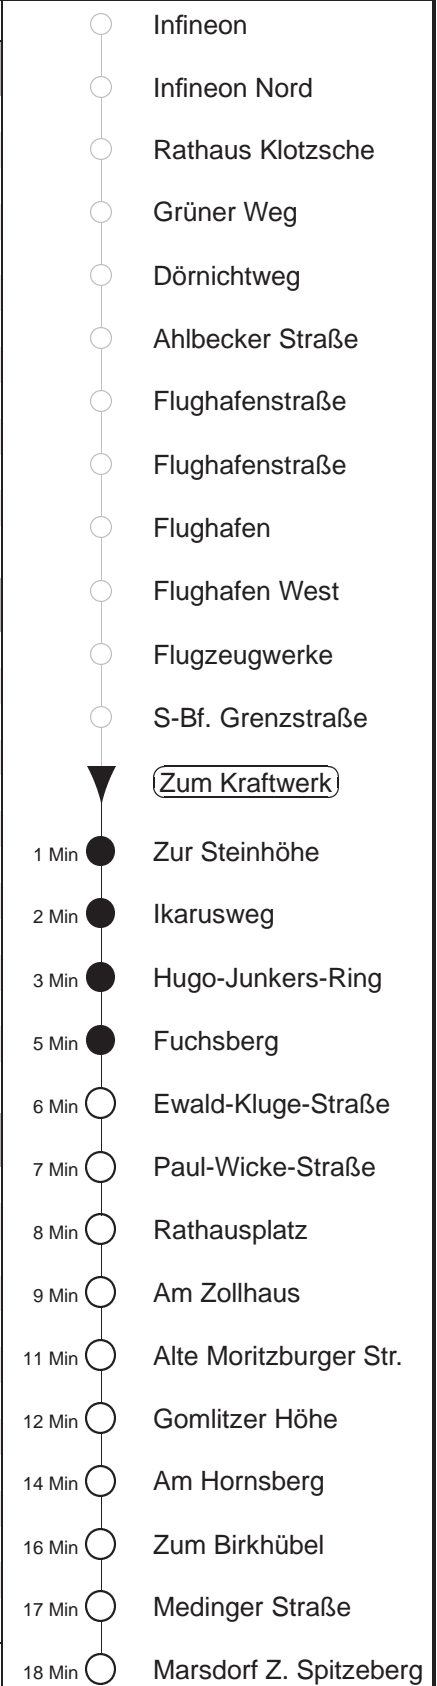 Infineon
Infineon Nord
Rathaus Klotzsche
Grüner Weg
Dörnichtweg
Ahlbecker Straße
Flughafenstraße
Flughafenstraße
Flughafen
Flughafen West
Flugzeugwerke
S-Bf. Grenzstraße
Zum Kraftwerk
1 Min Zur Steinhöhe
2 Min Ikarusweg
3 Min Hugo-Junkers-Ring
5 Min Fuchsberg
6 Min Ewald-Kluge-Straße
7 Min Paul-Wicke-Straße
8 Min Rathausplatz
9 Min Am Zollhaus
11 Min Alte Moritzburger Str.
12 Min Gomlitzer Höhe
14 Min Am Hornsberg
16 Min Zum Birkhübel
17 Min Medinger Straße
18 Min Marsdorf Z. Spitzeberg